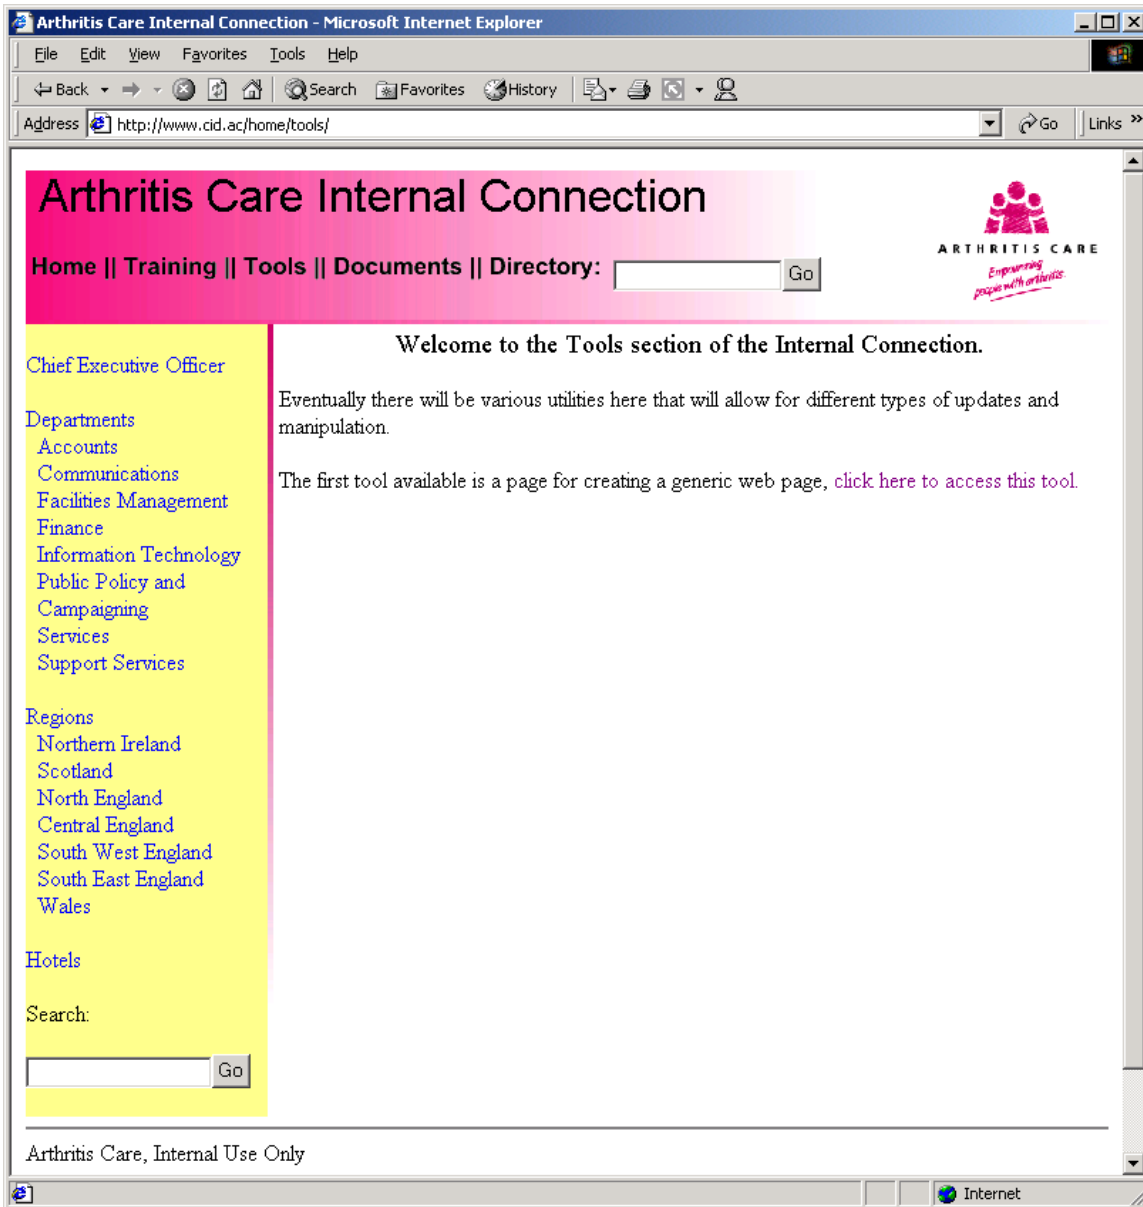 Arthritis Care Internal Connection - Microsoft Internet Explorer
File Edit View Favorites Tools Help
Back Search Favorites History
Address http://www.cid.ac/home/tools/ Go Links »
Arthritis Care Internal Connection
Home || Training || Tools || Documents || Directory: Go
ARTHRITIS CARE
Empowering
people with arthritis
Chief Executive Officer
Departments
Accounts
Communications
Facilities Management
Finance
Information Technology
Public Policy and
Campaigning
Services
Support Services
Regions
Northern Ireland
Scotland
North England
Central England
South West England
South East England
Wales
Hotels
Search:
Go
Welcome to the Tools section of the Internal Connection.
Eventually there will be various utilities here that will allow for different types of updates and
manipulation.
The first tool available is a page for creating a generic web page, click here to access this tool.
Arthritis Care, Internal Use Only
Internet